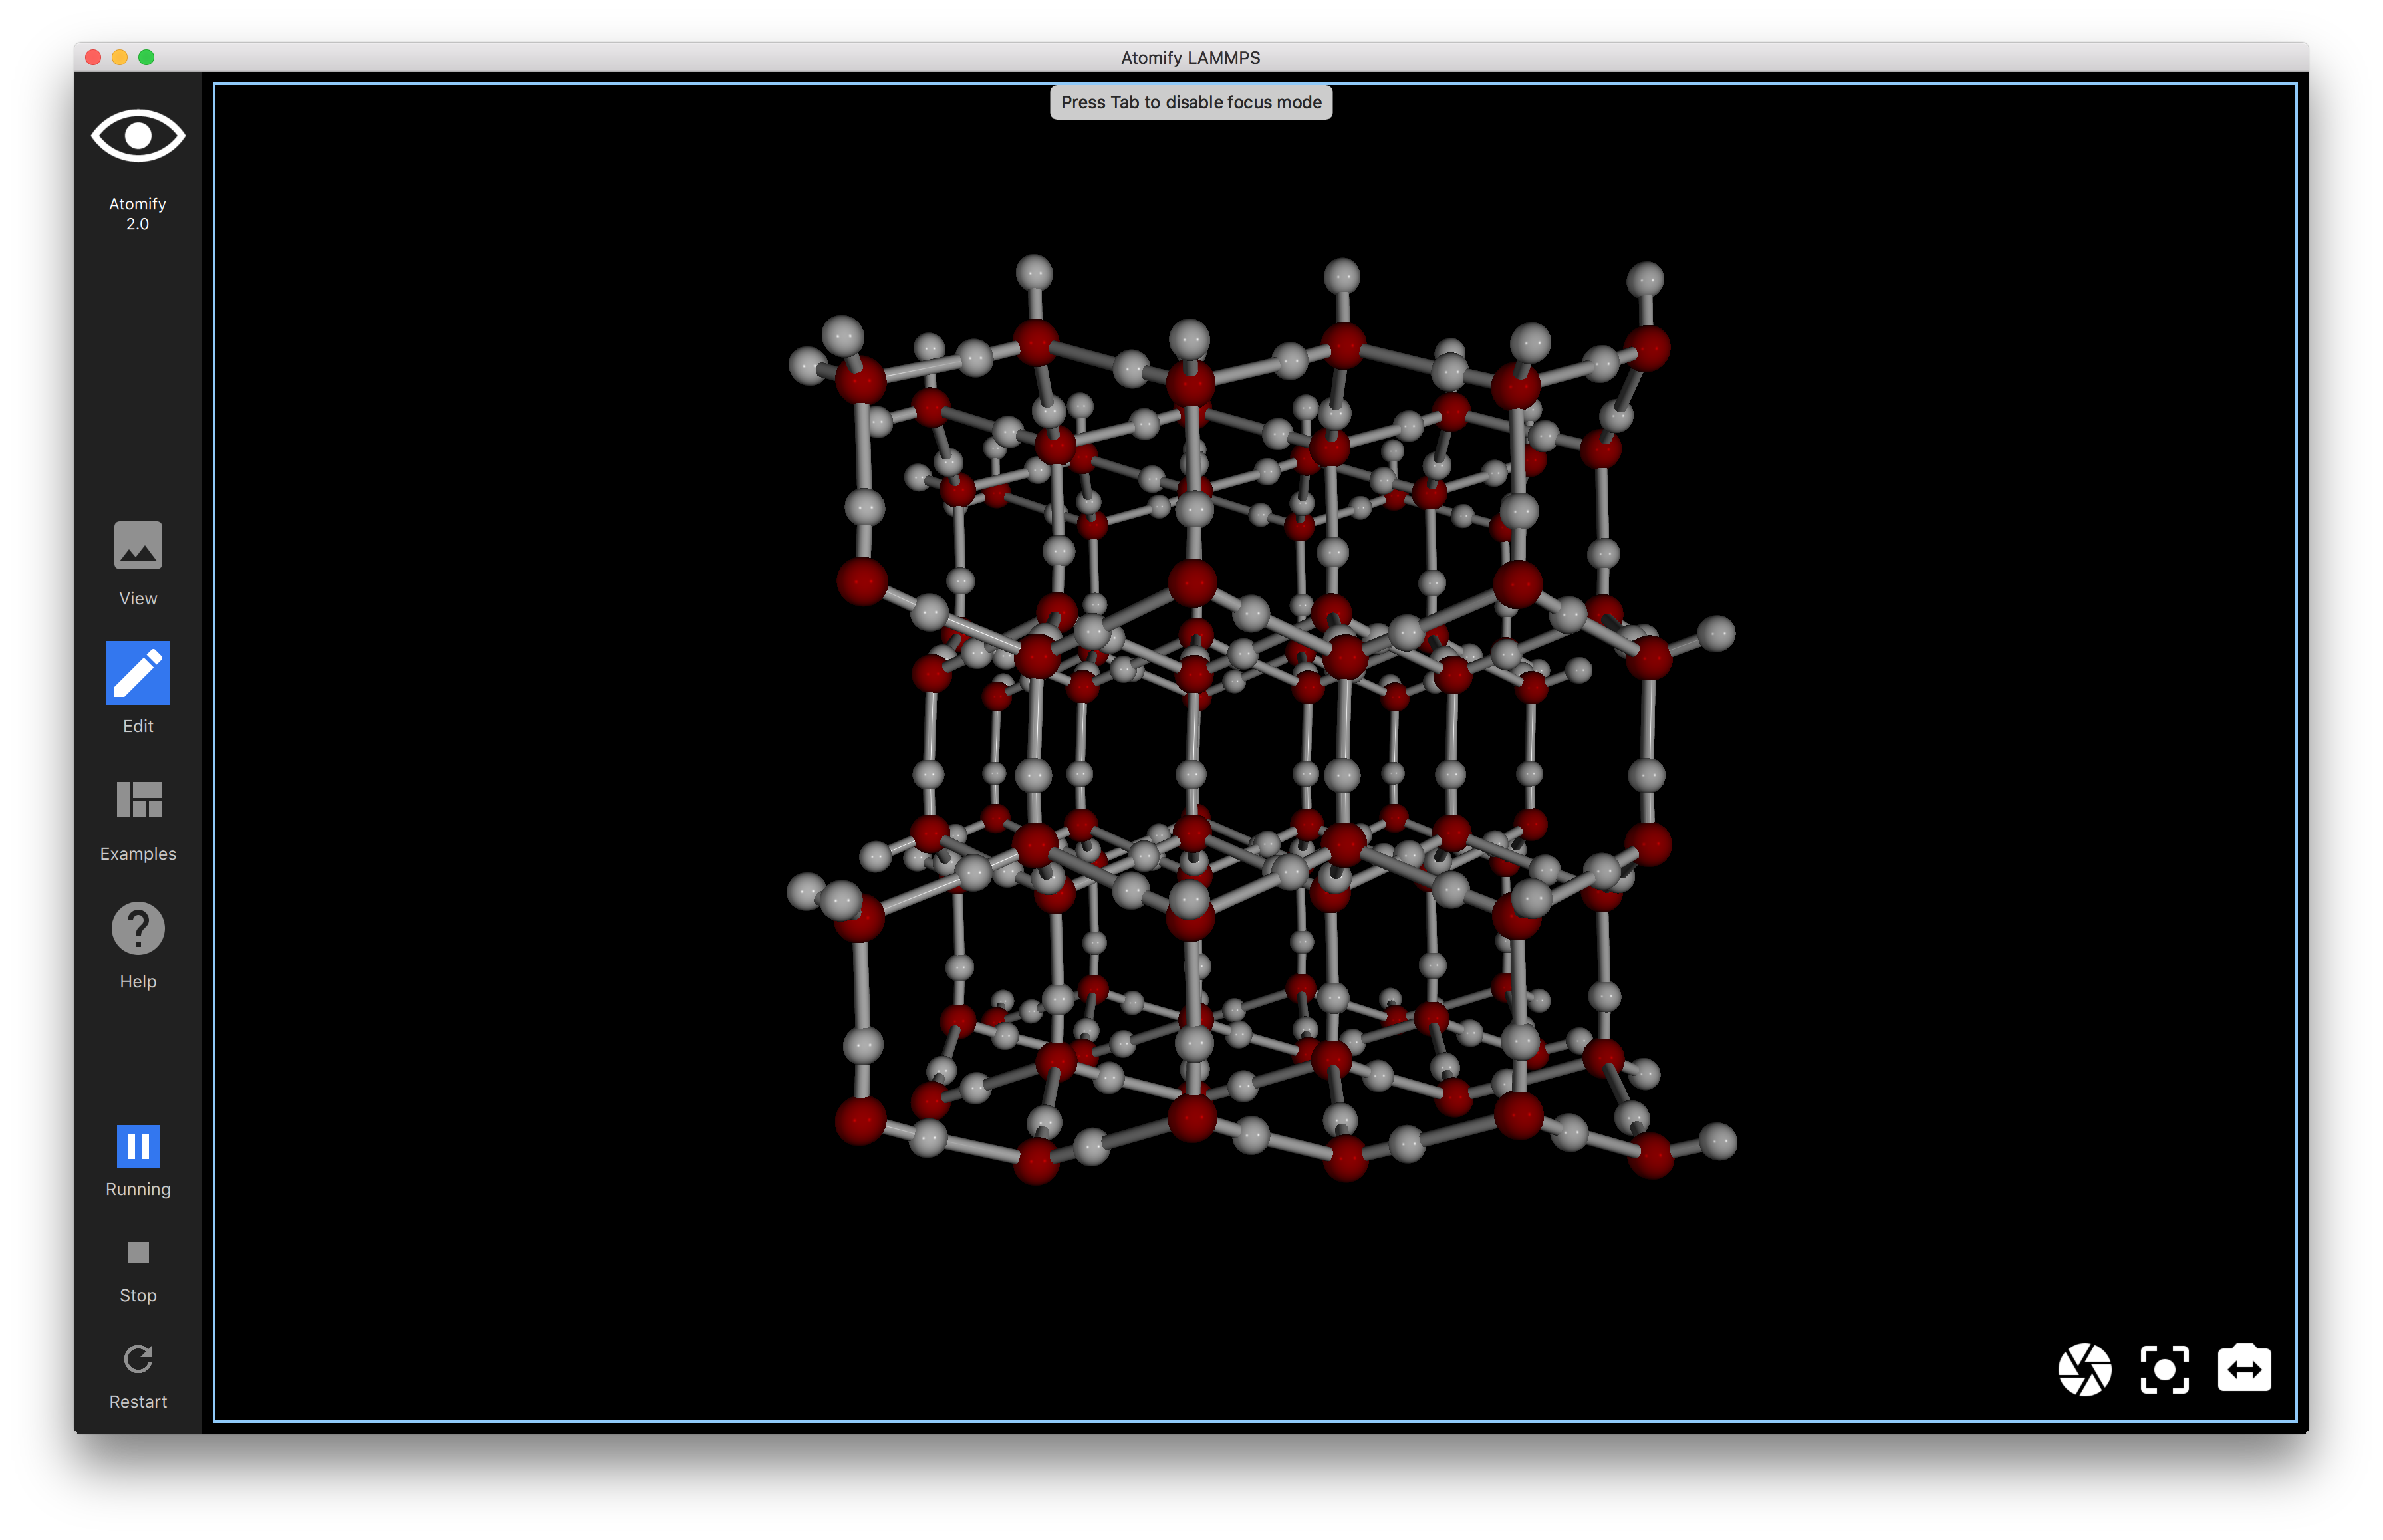 Atomify LAMMPS
Press Tab to disable focus mode
Atomify
2.0
View
Edit
Examples
Help
Running
Stop
Restart